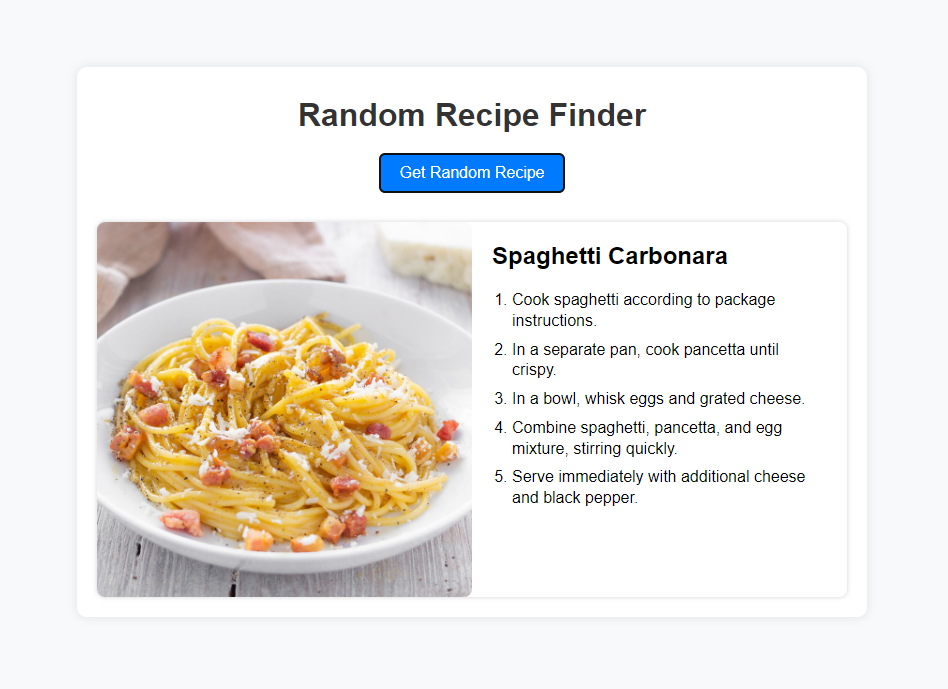 Random Recipe Finder
Get Random Recipe
Spaghetti Carbonara
1. Cook spaghetti according to package
instructions.
2. In a separate pan, cook pancetta until
crispy.
3. In a bowl, whisk eggs and grated cheese.
4. Combine spaghetti, pancetta, and egg
mixture, stirring quickly.
5. Serve immediately with additional cheese
and black pepper.